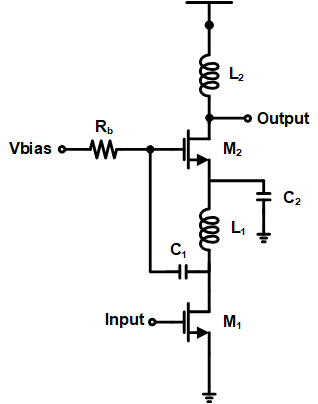 L2
Output
Rb
Vbias
M2
C2
L1
C1
Input
M1